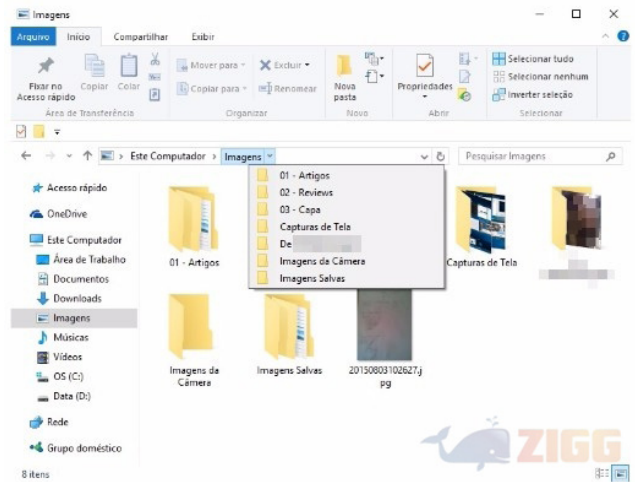 Imagens
Arquivo Início Compartilhar Exibir
Fixar no Acesso rápido
Copiar
Colar
Mover para
Copiar para
Excluir
Renomear
Nova pasta
Propriedades
Selecionar tudo
Selecionar nenhum
Inverter seleção
Área de Transferência
Organizar
Novo
Abrir
Selecionar
Este Computador > Imagens
Pesquisar Imagens
Acesso rápido
OneDrive
Este Computador
Área de Trabalho
Documentos
Downloads
Imagens
Músicas
Vídeos
OS (C:)
Data (D:)
Rede
Grupo doméstico
01 - Artigos
02 - Reviews
03 - Capa
Capturas de Tela
De
Imagens da Câmera
Imagens Salvas
01 - Artigos
Capturas de Tela
Imagens da
Câmera
Imagens Salvas
20150803102627.j
pg
ZIGG
8 itens